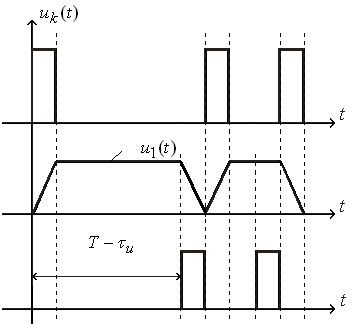 u_k(t)
t
u_1(t)
t
T − τ_u
t